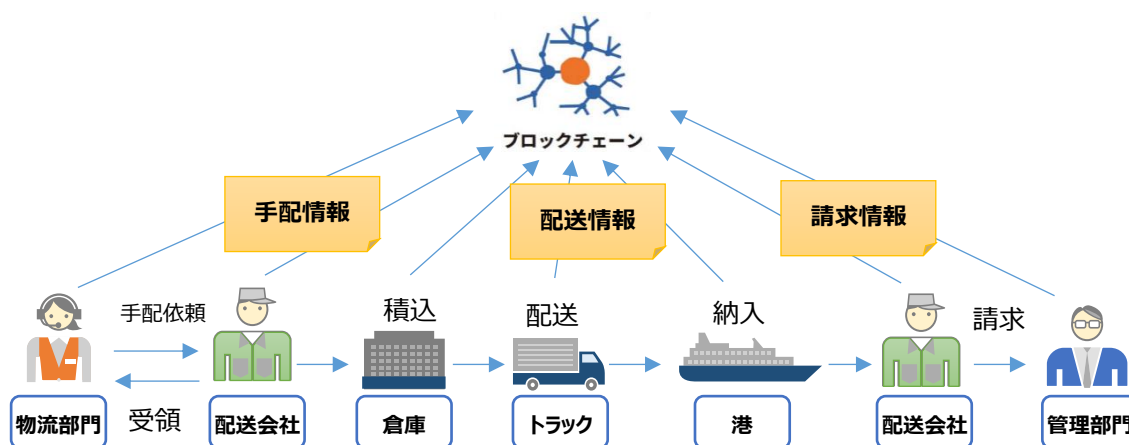 ブロックチェーン
手配情報
配送情報
請求情報
手配依頼
積込
配送
納入
請求
受領
物流部門
配送会社
倉庫
トラック
港
配送会社
管理部門